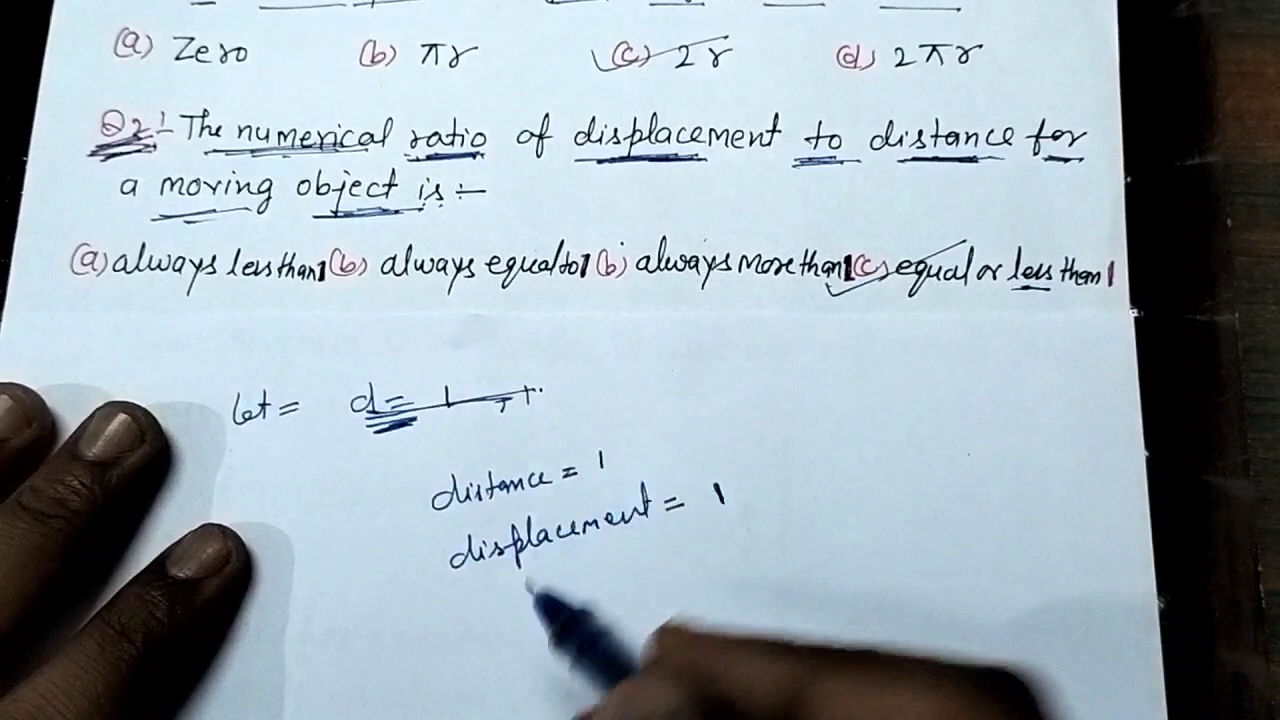 (a) Zero (b) πr (c) 2r (d) 2πr
Q2:- The numerical ratio of displacement to distance for
a moving object is :-
(a) always less than 1 (b) always equal to 1 (b) always more than 1 (c) equal or less than 1
let = d = 1
distance = 1
displacement = 1